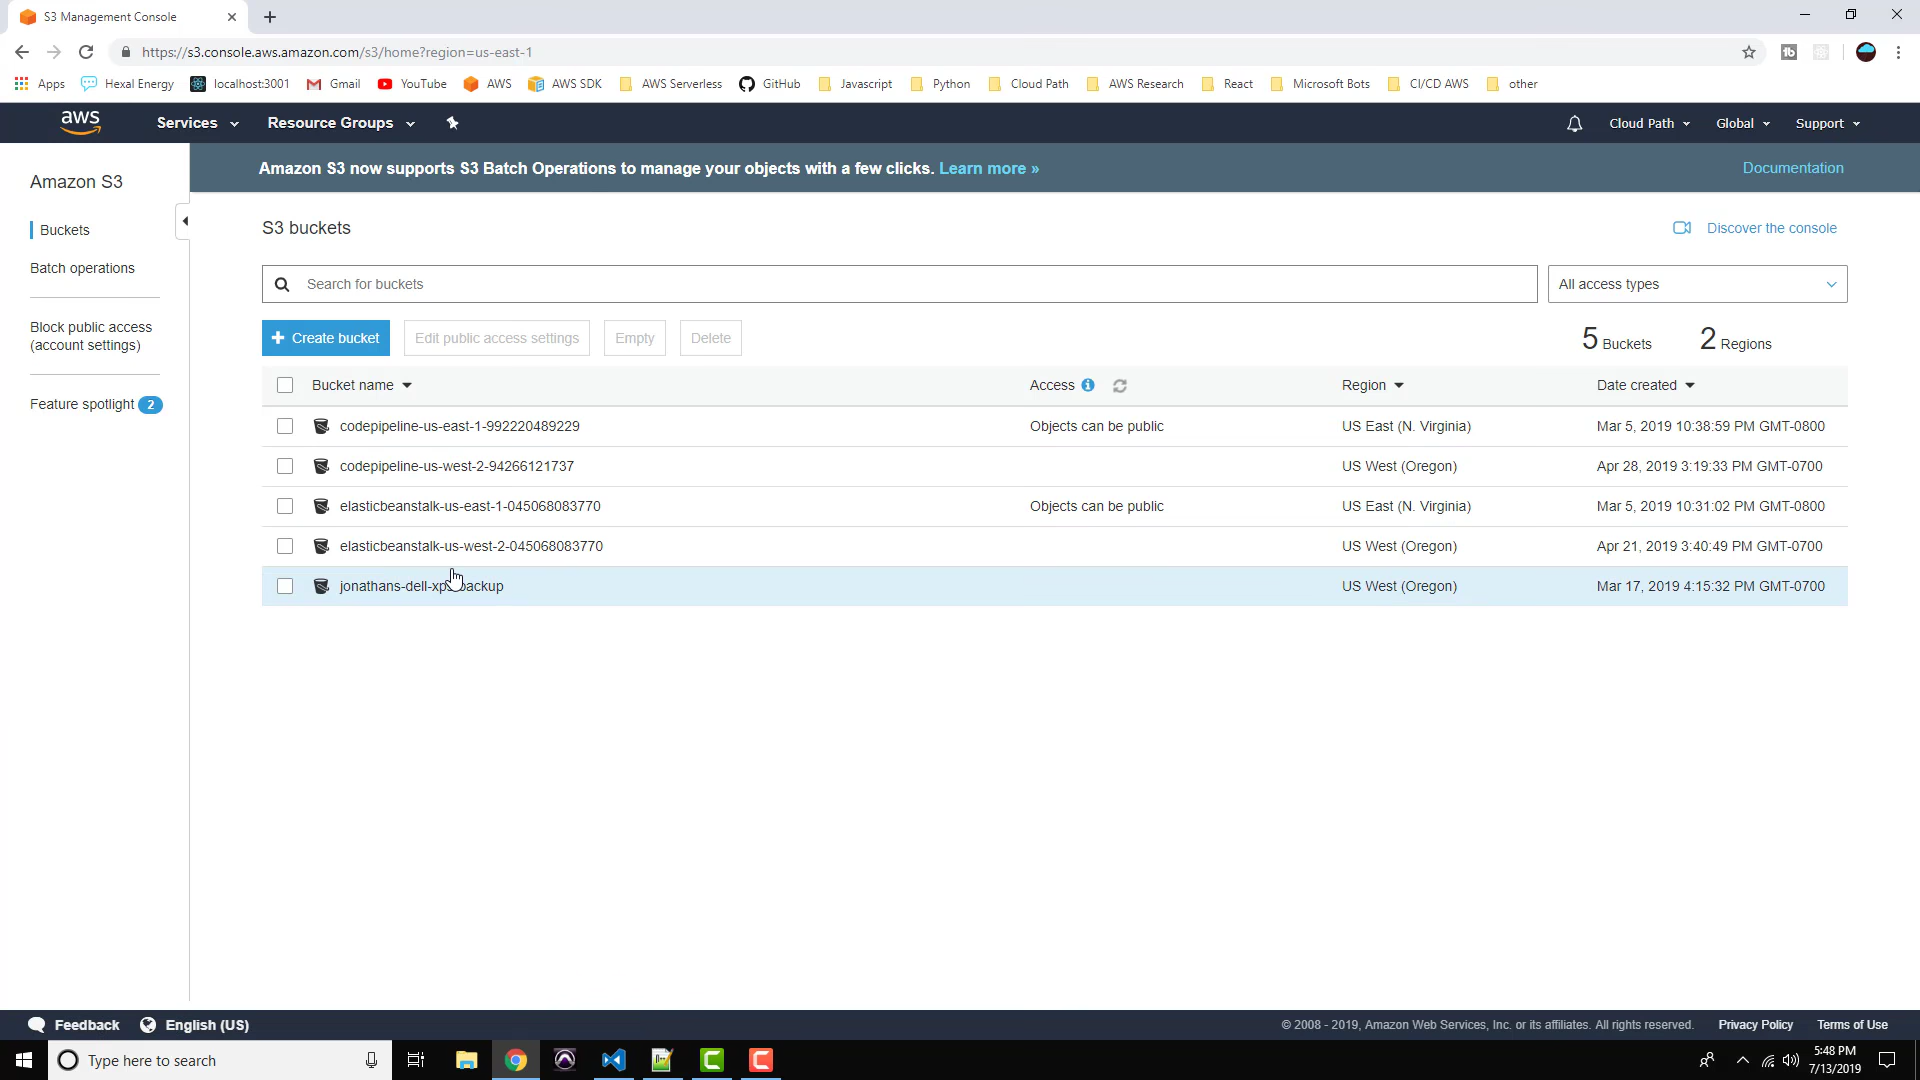 S3 Management Console
https://s3.console.aws.amazon.com/s3/home?region=us-east-1
Apps Hexal Energy localhost:3001 Gmail YouTube AWS AWS SDK AWS Serverless GitHub Javascript Python Cloud Path AWS Research React Microsoft Bots CI/CD AWS other
aws Services Resource Groups Cloud Path Global Support
Amazon S3 now supports S3 Batch Operations to manage your objects with a few clicks. Learn more » Documentation
Amazon S3
Buckets
Batch operations
Block public access
(account settings)
Feature spotlight 2
S3 buckets Discover the console
Search for buckets All access types
+ Create bucket Edit public access settings Empty Delete 5 Buckets 2 Regions
Bucket name Access Region Date created
codepipeline-us-east-1-992220489229 Objects can be public US East (N. Virginia) Mar 5, 2019 10:38:59 PM GMT-0800
codepipeline-us-west-2-94266121737 US West (Oregon) Apr 28, 2019 3:19:33 PM GMT-0700
elasticbeanstalk-us-east-1-045068083770 Objects can be public US East (N. Virginia) Mar 5, 2019 10:31:02 PM GMT-0800
elasticbeanstalk-us-west-2-045068083770 US West (Oregon) Apr 21, 2019 3:40:49 PM GMT-0700
jonathans-dell-xps-backup US West (Oregon) Mar 17, 2019 4:15:32 PM GMT-0700
Feedback English (US) © 2008 - 2019, Amazon Web Services, Inc. or its affiliates. All rights reserved. Privacy Policy Terms of Use
Type here to search
5:48 PM
7/13/2019